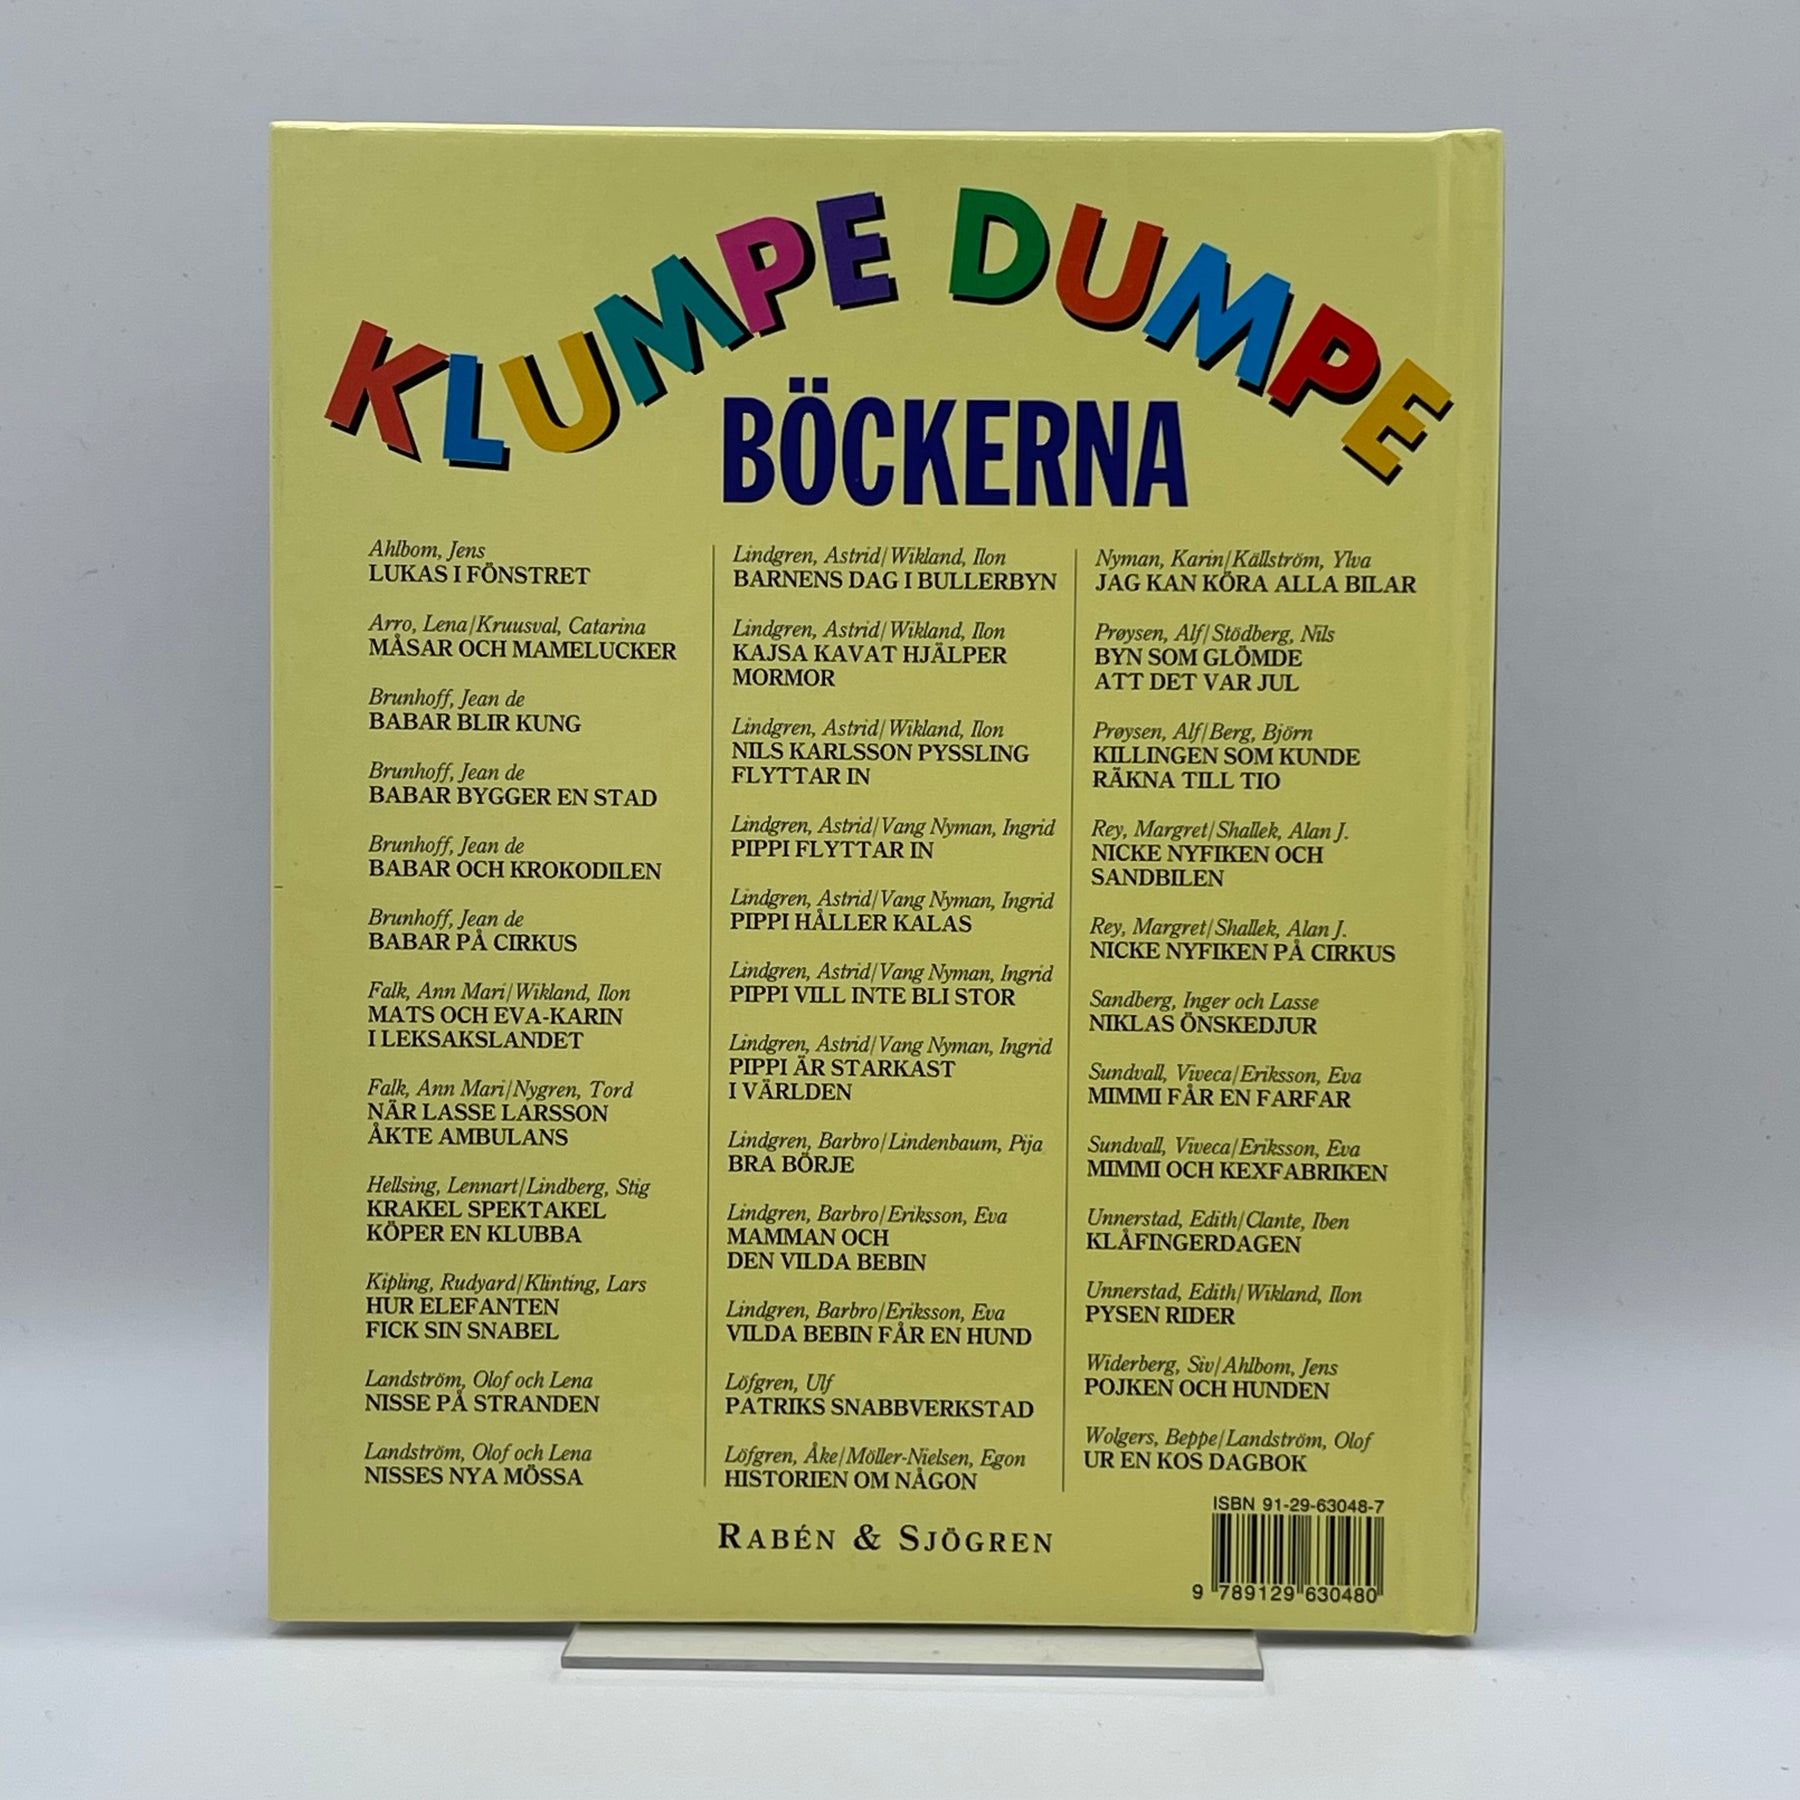 KLUMPE DUMPE
BÖCKERNA
Ahlbom, Jens
LUKAS I FÖNSTRET
Arro, Lena/Kruusval, Catarina
MÅSAR OCH MAMELUCKER
Brunhoff, Jean de
BABAR BLIR KUNG
Brunhoff, Jean de
BABAR BYGGER EN STAD
Brunhoff, Jean de
BABAR OCH KROKODILEN
Brunhoff, Jean de
BABAR PÅ CIRKUS
Falk, Ann Mari/Wikland, Ilon
MATS OCH EVA-KARIN
I LEKSAKSLANDET
Falk, Ann Mari/Nygren, Tord
NÄR LASSE LARSSON
ÅKTE AMBULANS
Hellsing, Lennart/Lindberg, Stig
KRAKEL SPEKTAKEL
KÖPER EN KLUBBA
Kipling, Rudyard/Klinting, Lars
HUR ELEFANTEN
FICK SIN SNABEL
Landström, Olof och Lena
NISSE PÅ STRANDEN
Landström, Olof och Lena
NISSES NYA MÖSSA
Lindgren, Astrid/Wikland, Ilon
BARNENS DAG I BULLERBYN
Lindgren, Astrid/Wikland, Ilon
KAJSA KAVAT HJÄLPER
MORMOR
Lindgren, Astrid/Wikland, Ilon
NILS KARLSSON PYSSLING
FLYTTAR IN
Lindgren, Astrid/Vang Nyman, Ingrid
PIPPI FLYTTAR IN
Lindgren, Astrid/Vang Nyman, Ingrid
PIPPI HÅLLER KALAS
Lindgren, Astrid/Vang Nyman, Ingrid
PIPPI VILL INTE BLI STOR
Lindgren, Astrid/Vang Nyman, Ingrid
PIPPI ÄR STARKAST
I VÄRLDEN
Lindgren, Barbro/Lindenbaum, Pija
BRA BÖRJE
Lindgren, Barbro/Eriksson, Eva
MAMMAN OCH
DEN VILDA BEBIN
Lindgren, Barbro/Eriksson, Eva
VILDA BEBIN FÅR EN HUND
Löfgren, Ulf
PATRIKS SNABBVERKSTAD
Löfgren, Åke/Möller-Nielsen, Egon
HISTORIEN OM NÅGON
Nyman, Karin/Källström, Ylva
JAG KAN KÖRA ALLA BILAR
Prøysen, Alf/Stödberg, Nils
BYN SOM GLÖMDE
ATT DET VAR JUL
Prøysen, Alf/Berg, Björn
KILLINGEN SOM KUNDE
RÄKNA TILL TIO
Rey, Margret/Shallek, Alan J.
NICKE NYFIKEN OCH
SANDBILEN
Rey, Margret/Shallek, Alan J.
NICKE NYFIKEN PÅ CIRKUS
Sandberg, Inger och Lasse
NIKLAS ÖNSKEDJUR
Sundvall, Viveca/Eriksson, Eva
MIMMI FÅR EN FARFAR
Sundvall, Viveca/Eriksson, Eva
MIMMI OCH KEXFABRIKEN
Unnerstad, Edith/Clante, Iben
KLÅFINGERDAGEN
Unnerstad, Edith/Wikland, Ilon
PYSEN RIDER
Widerberg, Siv/Ahlbom, Jens
POJKEN OCH HUNDEN
Wolgers, Beppe/Landström, Olof
UR EN KOS DAGBOK
RABÉN & SJÖGREN
ISBN 91-29-63048-7
9 789129 630480